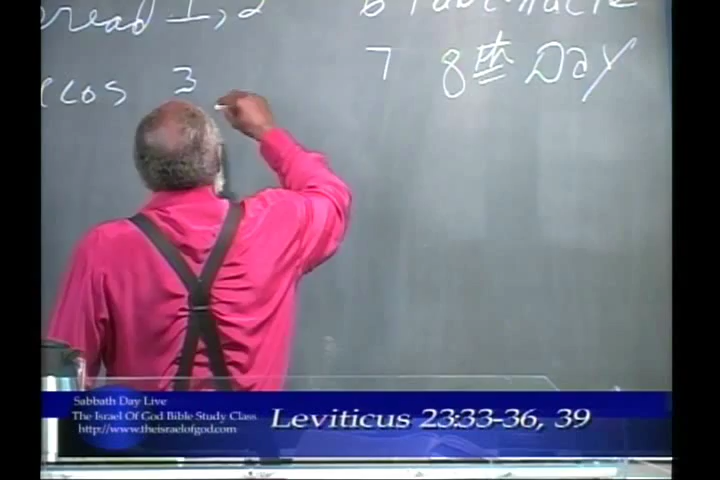 read 1, 2
6 Tabernacle
cos 3
7 8th Day
Sabbath Day Live
The Israel Of God Bible Study Class
http://www.theisraelofgod.com
Leviticus 23:33-36, 39